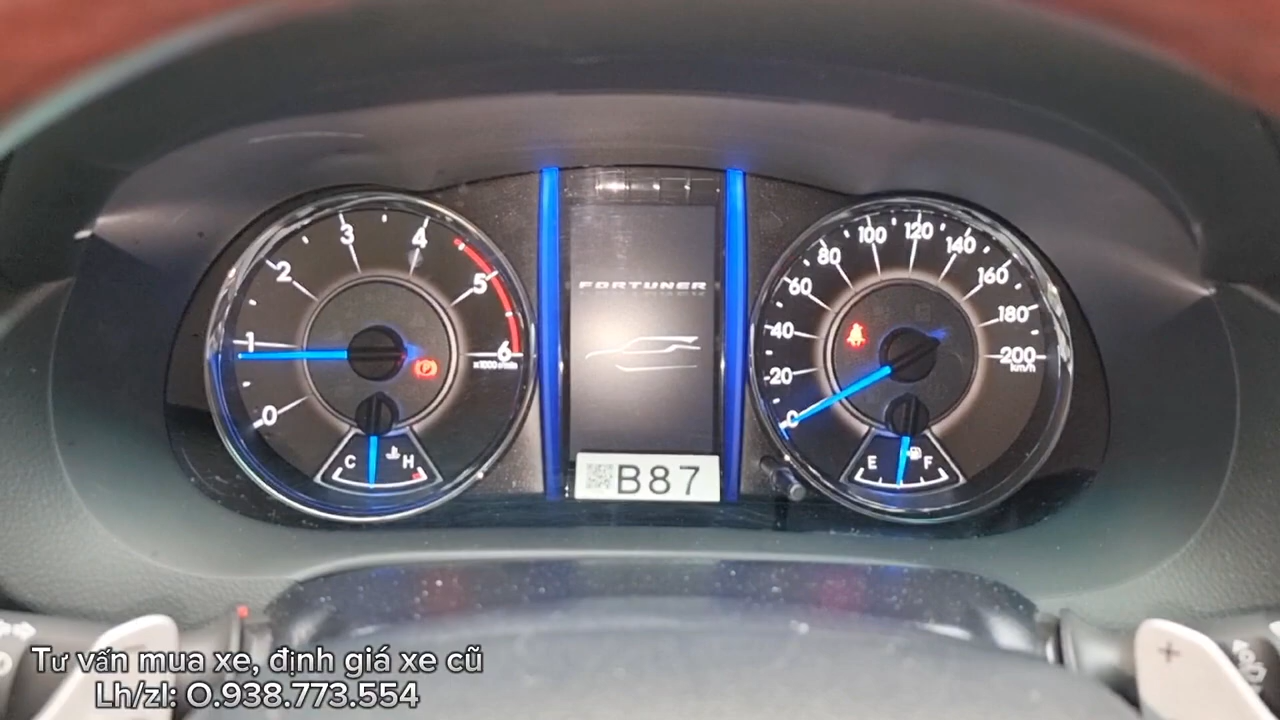 0
1
2
3
4
5
6
x1000 r/min
C
H
FORTUNER
B87
0
20
40
60
80
100
120
140
160
180
200
km/h
E
F
P
+
Tư vấn mua xe, định giá xe cũ
Lh/zl: O.938.773.554